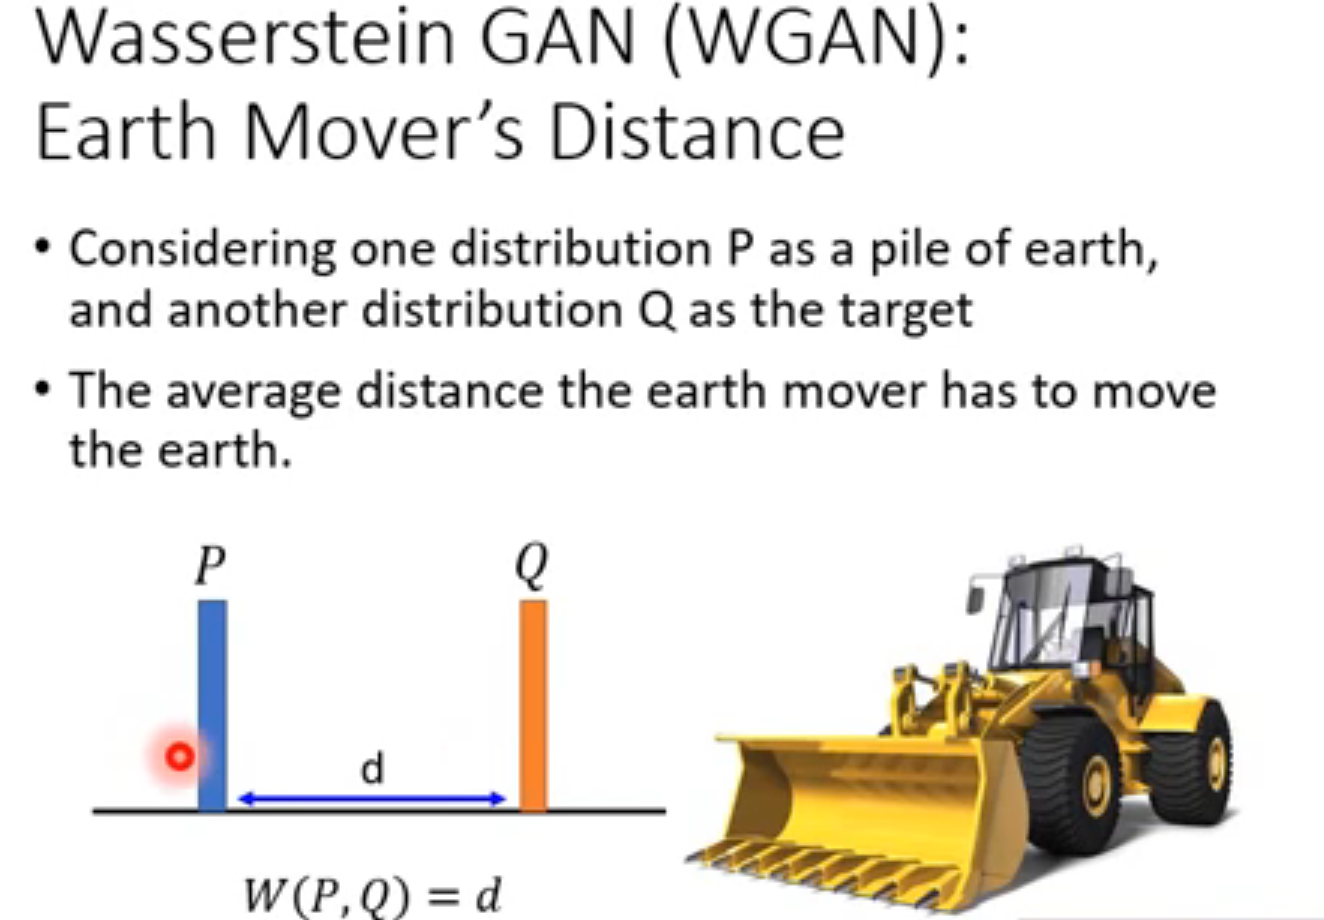 Wasserstein GAN (WGAN):
Earth Mover’s Distance
• Considering one distribution P as a pile of earth,
and another distribution Q as the target
• The average distance the earth mover has to move
the earth.
P
Q
d
W(P,Q) = d